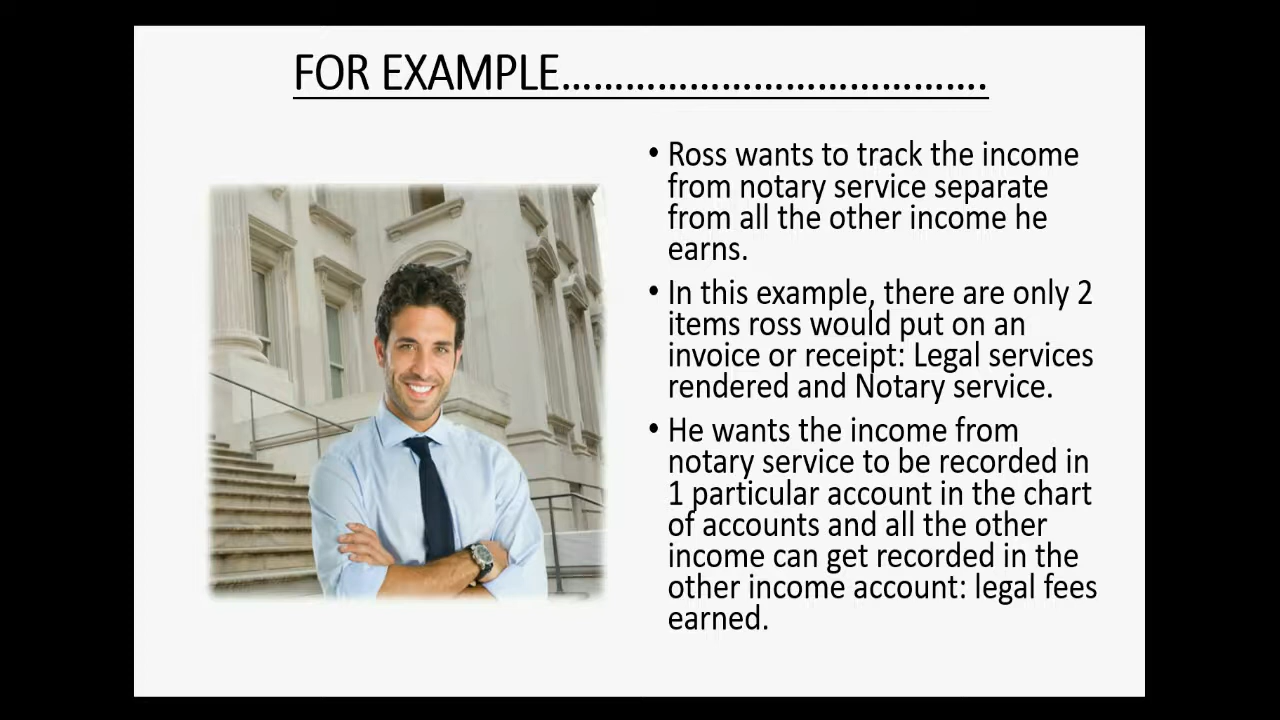 FOR EXAMPLE…………………………………….
• Ross wants to track the income
from notary service separate
from all the other income he
earns.
• In this example, there are only 2
items ross would put on an
invoice or receipt: Legal services
rendered and Notary service.
• He wants the income from
notary service to be recorded in
1 particular account in the chart
of accounts and all the other
income can get recorded in the
other income account: legal fees
earned.